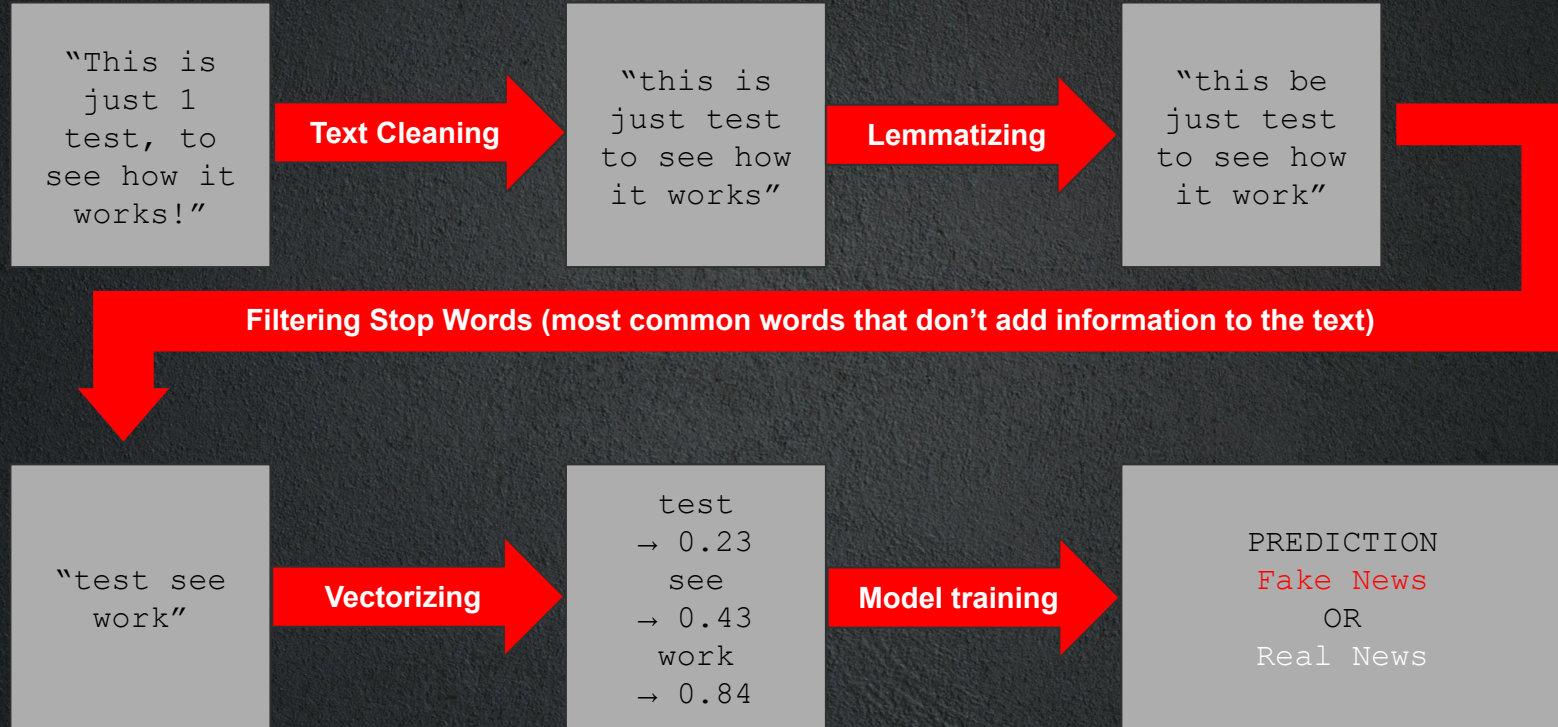 “This is
just 1
test, to
see how it
works!”
Text Cleaning
“this is
just test
to see how
it works”
Lemmatizing
“this be
just test
to see how
it work”
Filtering Stop Words (most common words that don’t add information to the text)
“test see
work”
Vectorizing
test
→ 0.23
see
→ 0.43
work
→ 0.84
Model training
PREDICTION
Fake News
OR
Real News